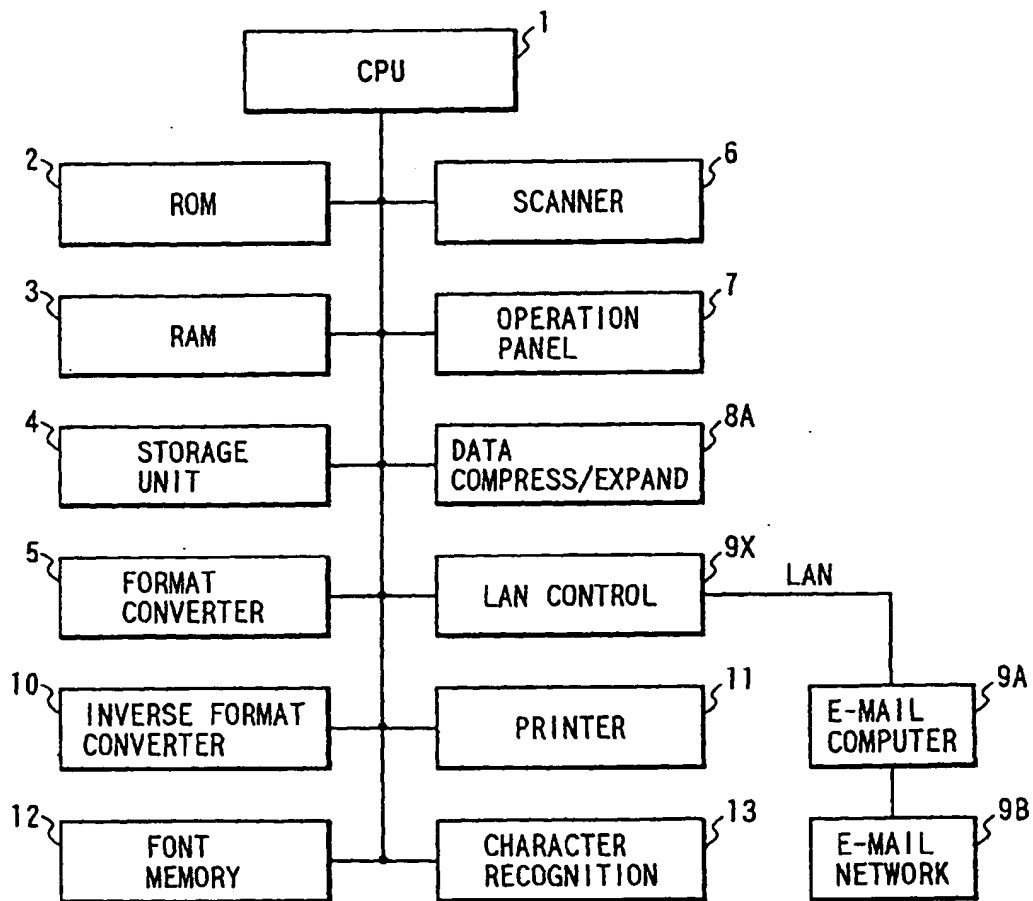 1
CPU
2
ROM
6
SCANNER
3
RAM
7
OPERATION
PANEL
4
STORAGE
UNIT
8A
DATA
COMPRESS/EXPAND
5
FORMAT
CONVERTER
9X
LAN CONTROL
LAN
10
INVERSE FORMAT
CONVERTER
11
PRINTER
9A
E-MAIL
COMPUTER
12
FONT
MEMORY
13
CHARACTER
RECOGNITION
9B
E-MAIL
NETWORK